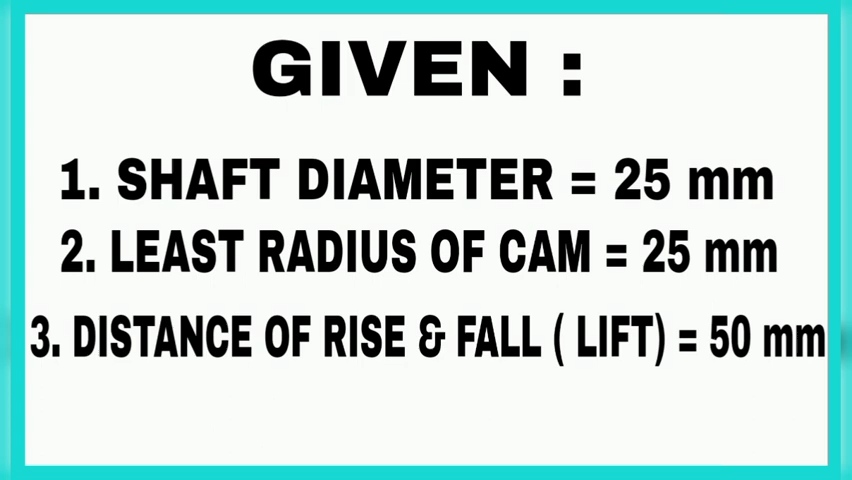 GIVEN :
1. SHAFT DIAMETER = 25 mm
2. LEAST RADIUS OF CAM = 25 mm
3. DISTANCE OF RISE & FALL ( LIFT) = 50 mm